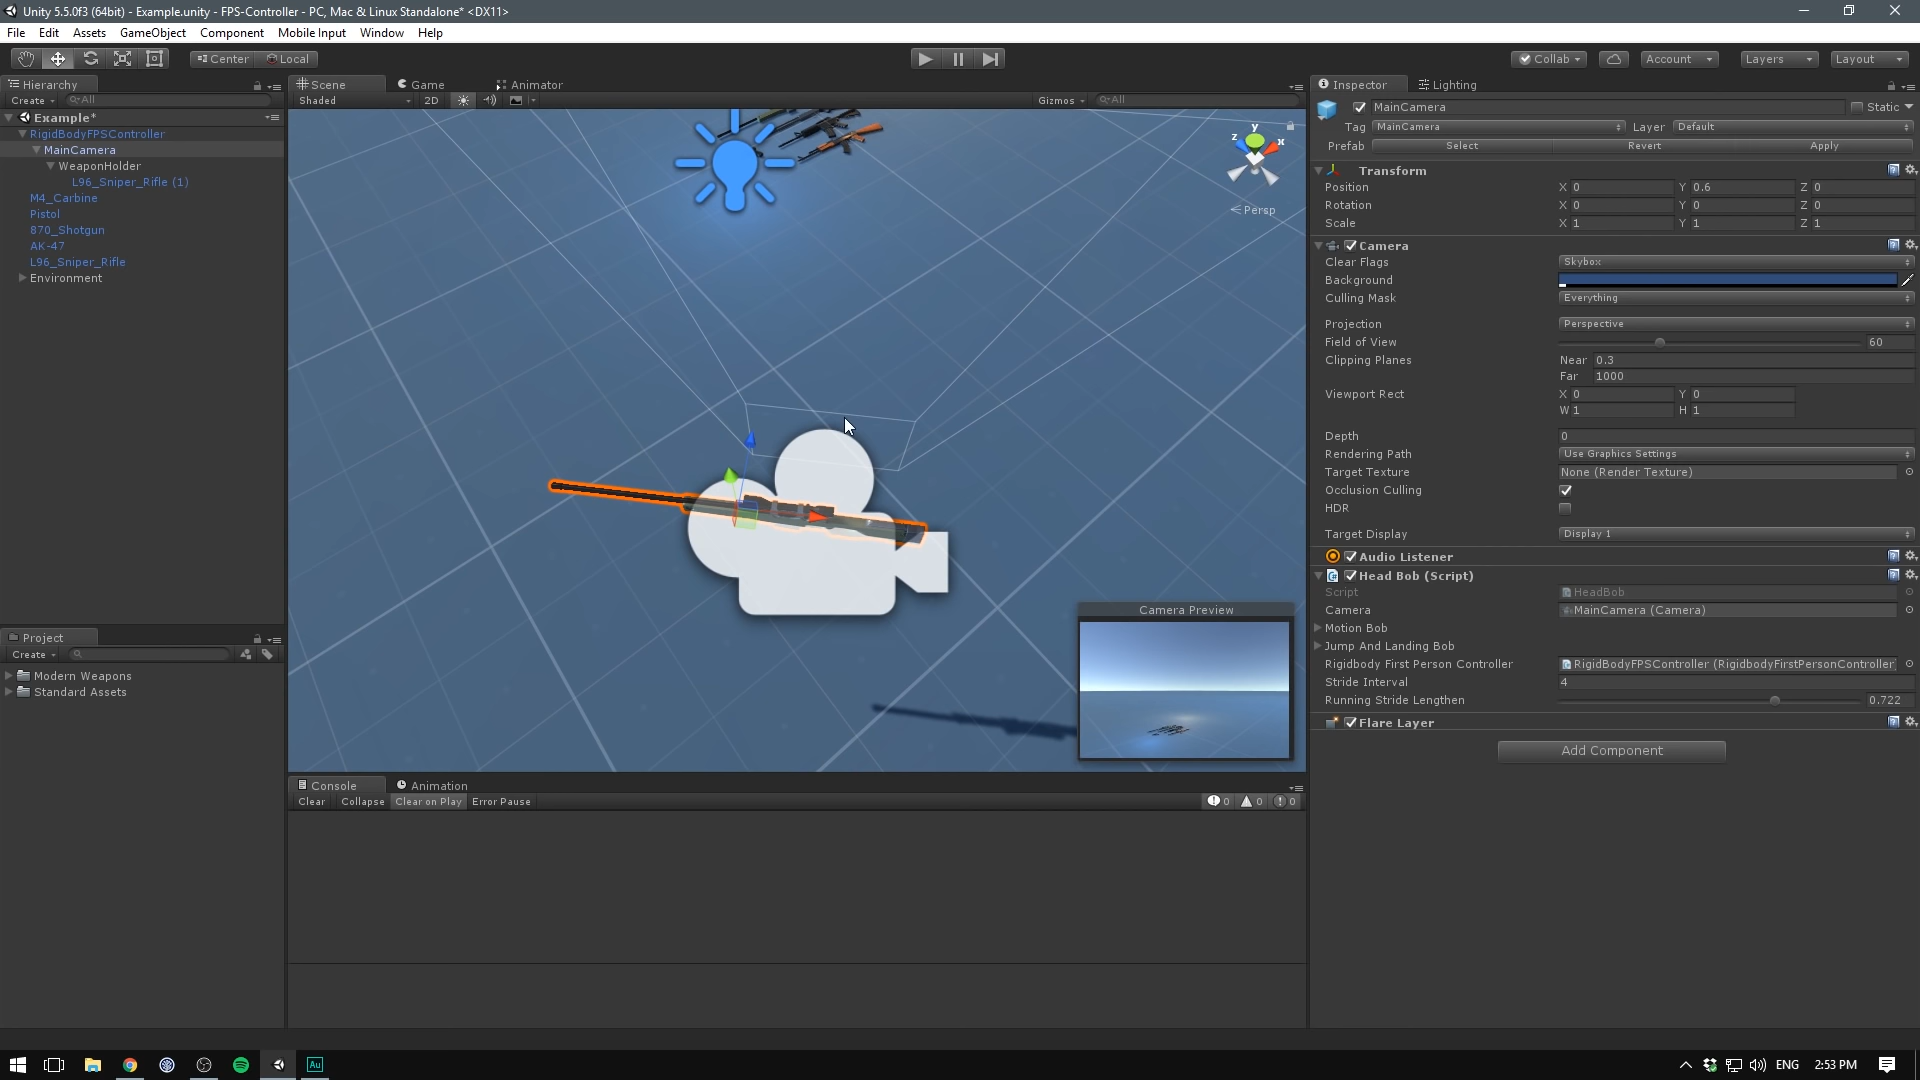 Unity 5.5.0f3 (64bit) - Example.unity - FPS-Controller - PC, Mac & Linux Standalone* <DX11>
File Edit Assets GameObject Component Mobile Input Window Help
Center Local Collab Account Layers Layout
Hierarchy
Create All
Example*
RigidBodyFPSController
MainCamera
WeaponHolder
L96_Sniper_Rifle (1)
M4_Carbine
Pistol
870_Shotgun
AK-47
L96_Sniper_Rifle
Environment
Project
Create
Modern Weapons
Standard Assets
Scene Game Animator
Shaded 2D Gizmos All
y
z x
Persp
Camera Preview
Console Animation
Clear Collapse Clear on Play Error Pause 0 0 0
Inspector Lighting
MainCamera Static
Tag MainCamera Layer Default
Prefab Select Revert Apply
Transform
Position X 0 Y 0.6 Z 0
Rotation X 0 Y 0 Z 0
Scale X 1 Y 1 Z 1
Camera
Clear Flags Skybox
Background
Culling Mask Everything
Projection Perspective
Field of View 60
Clipping Planes Near 0.3
Far 1000
Viewport Rect X 0 Y 0
W 1 H 1
Depth 0
Rendering Path Use Graphics Settings
Target Texture None (Render Texture)
Occlusion Culling
HDR
Target Display Display 1
Audio Listener
Head Bob (Script)
Script HeadBob
Camera MainCamera (Camera)
Motion Bob
Jump And Landing Bob
Rigidbody First Person Controller RigidBodyFPSController (RigidbodyFirstPersonController
Stride Interval 4
Running Stride Lengthen 0.722
Flare Layer
Add Component
Au ENG 2:53 PM